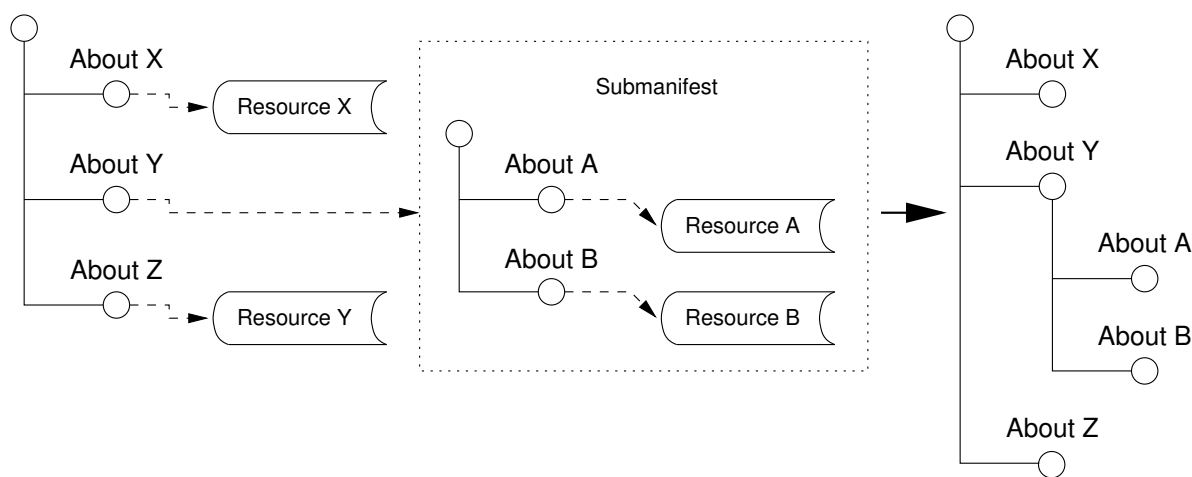 About X
Resource X
About Y
About Z
Resource Y
Submanifest
About A
Resource A
About B
Resource B
About X
About Y
About A
About B
About Z